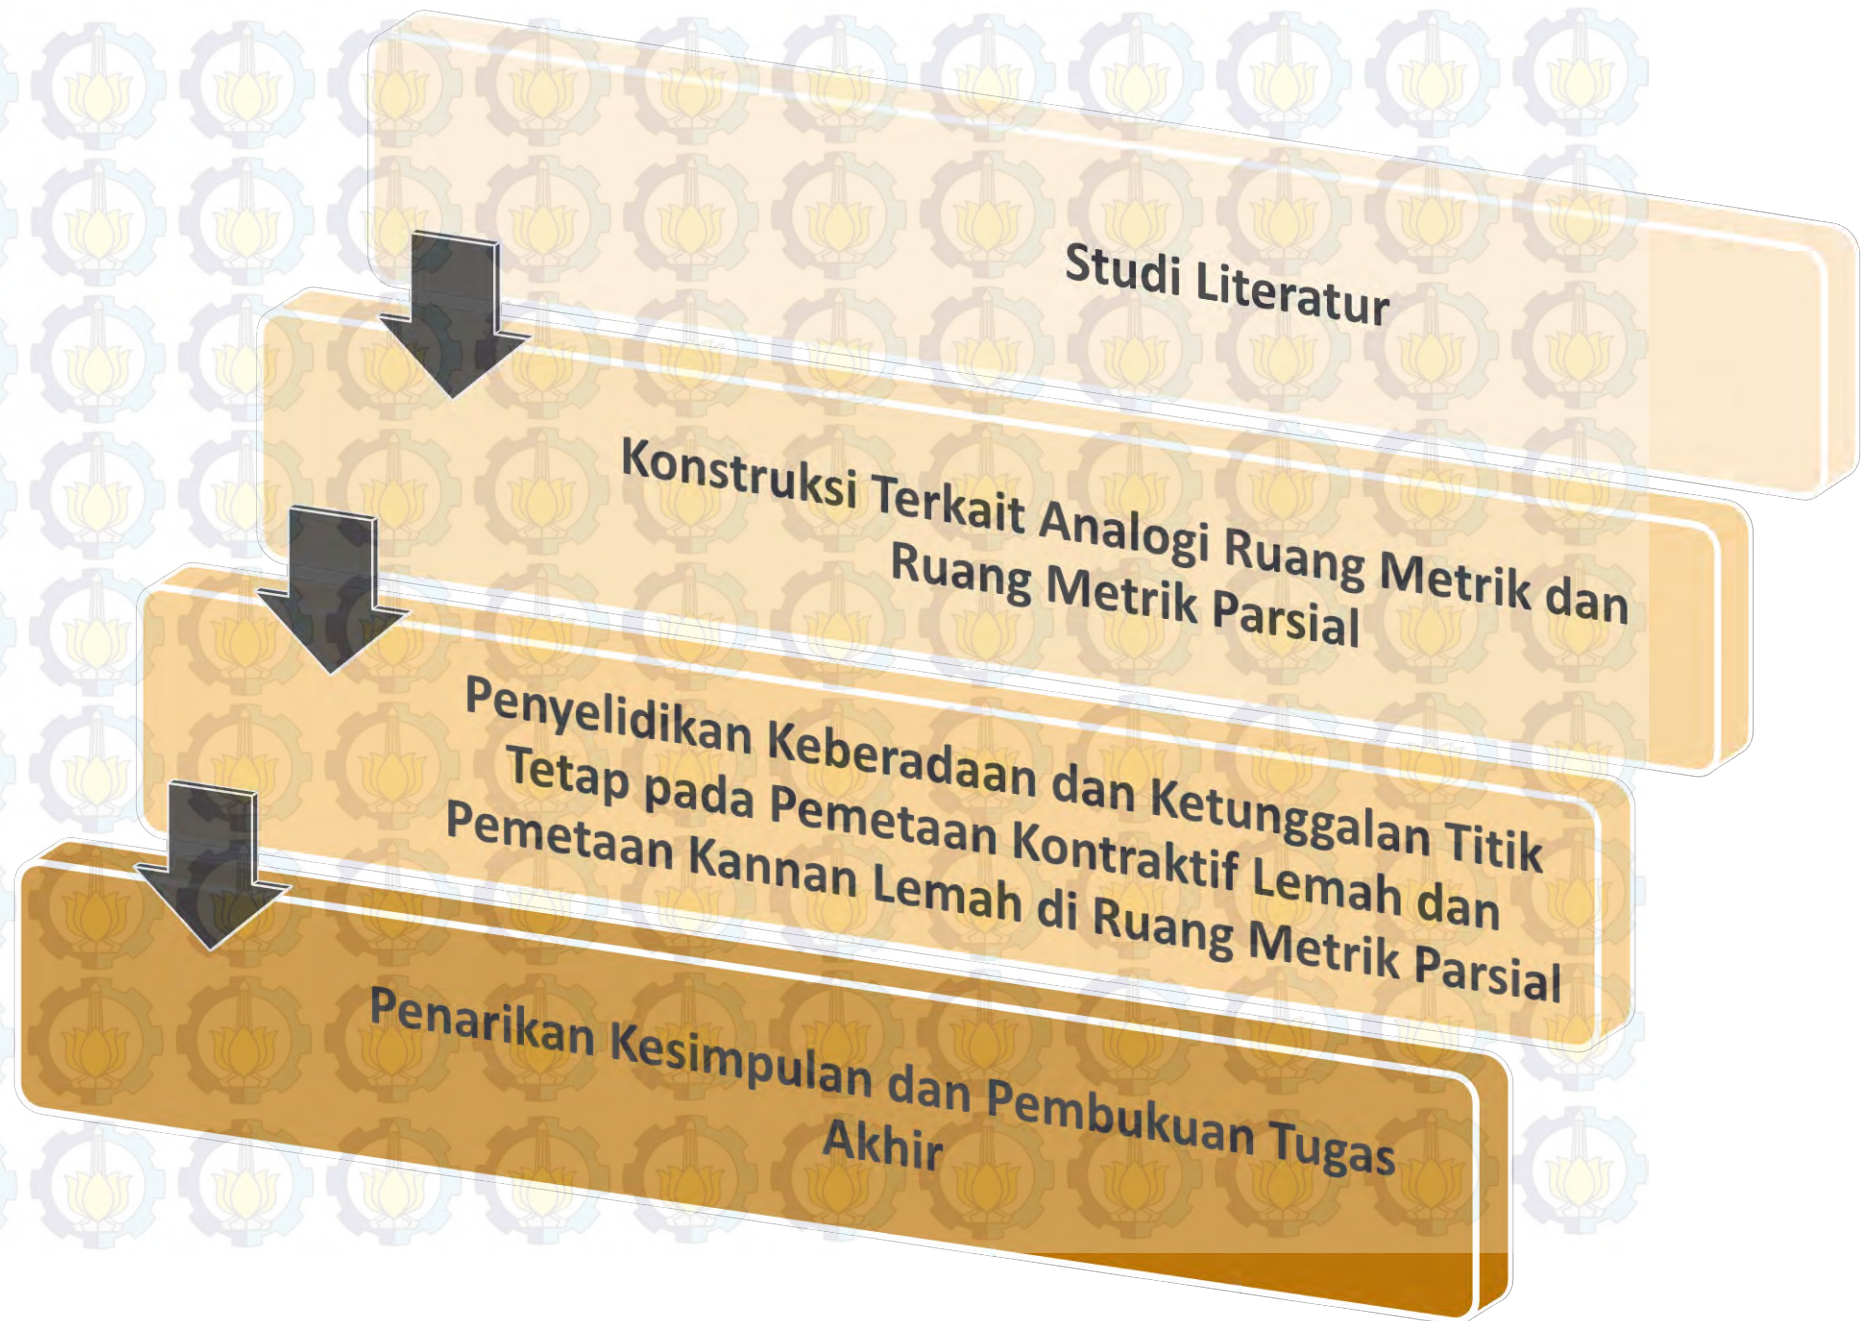 Studi Literatur
Konstruksi Terkait Analogi Ruang Metrik dan
Ruang Metrik Parsial
Penyelidikan Keberadaan dan Ketunggalan Titik
Tetap pada Pemetaan Kontraktif Lemah dan
Pemetaan Kannan Lemah di Ruang Metrik Parsial
Penarikan Kesimpulan dan Pembukuan Tugas
Akhir